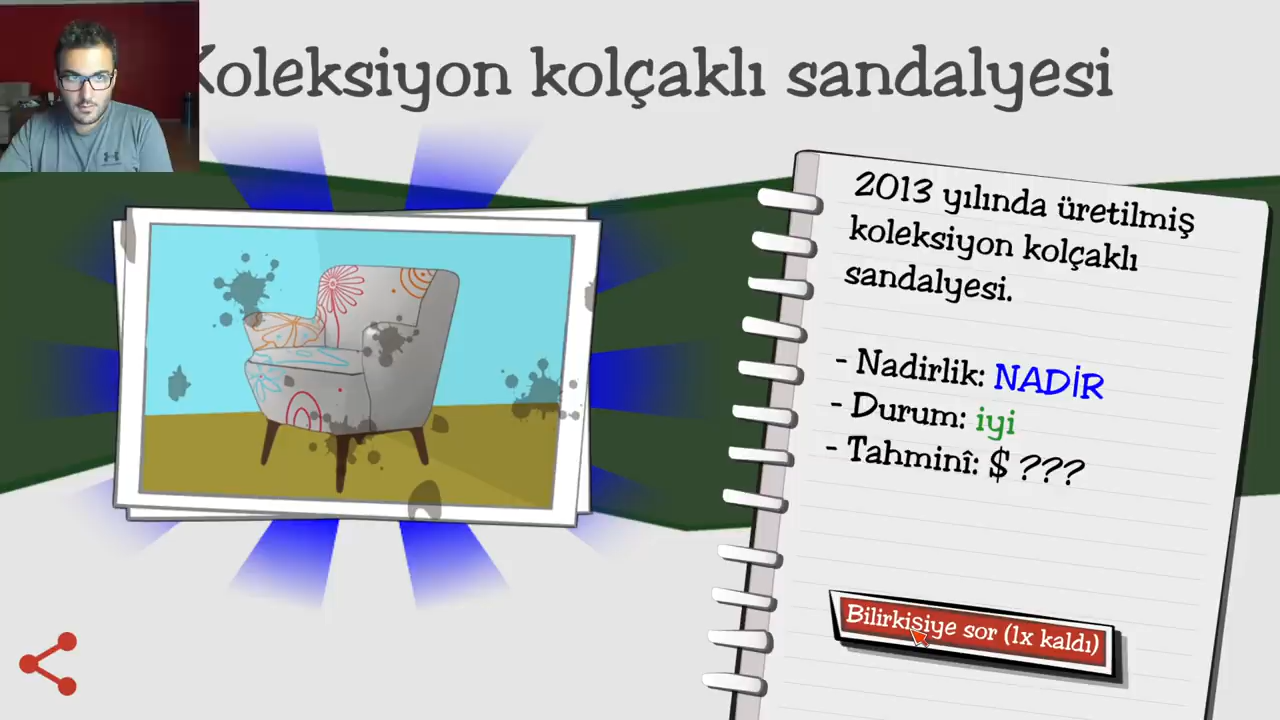 Koleksiyon kolçaklı sandalyesi
2013 yılında üretilmiş
koleksiyon kolçaklı
sandalyesi.
- Nadirlik: NADİR
- Durum: iyi
- Tahminî: $ ???
Bilirkişiye sor (1x kaldı)